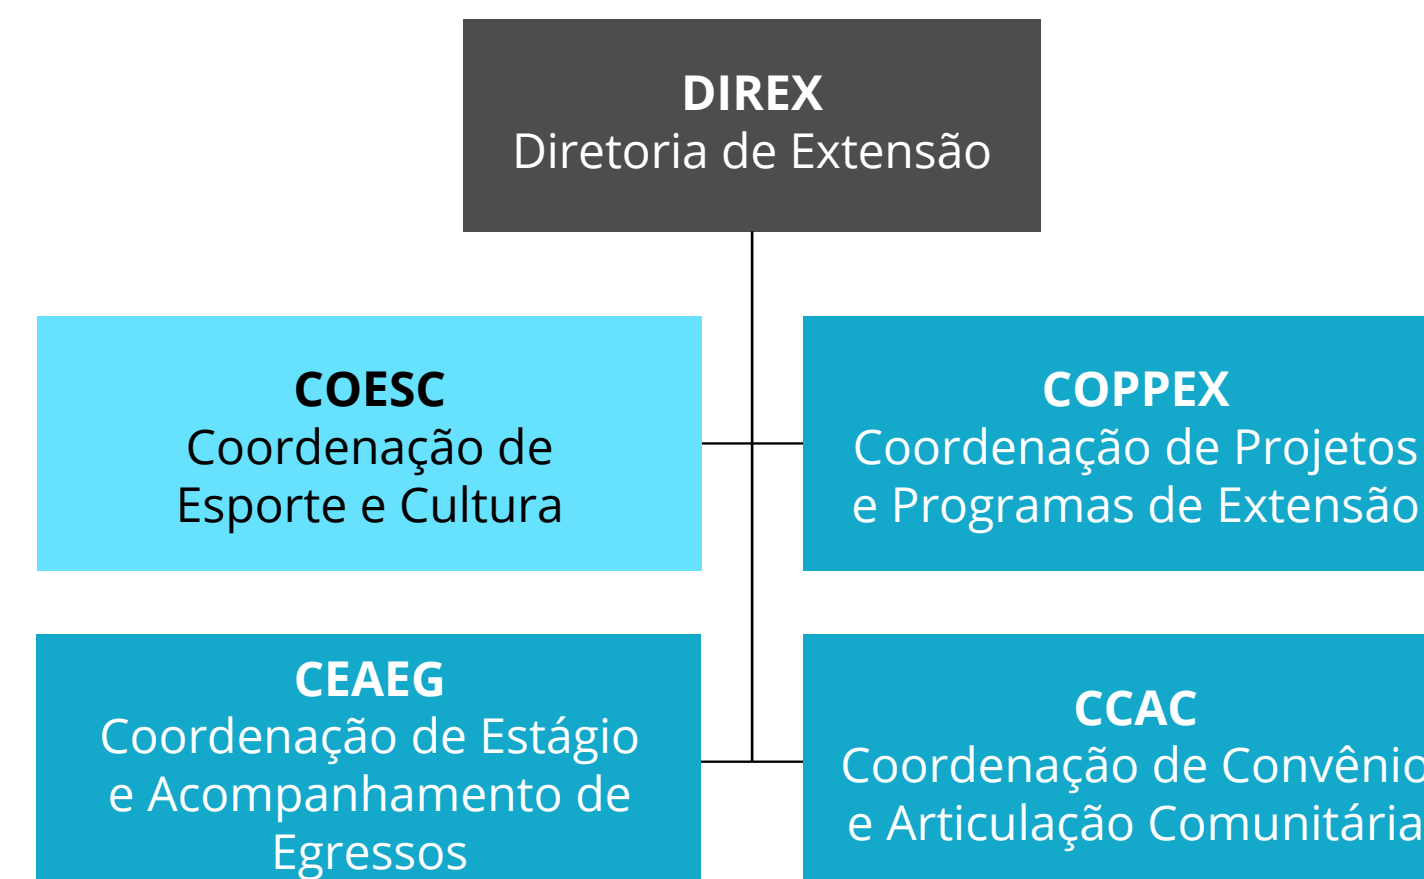 DIREX
Diretoria de Extensão
COESC
Coordenação de
Esporte e Cultura
COPPEX
Coordenação de Projetos
e Programas de Extensão
CEAEG
Coordenação de Estágio
e Acompanhamento de
Egressos
CCAC
Coordenação de Convênio
e Articulação Comunitária